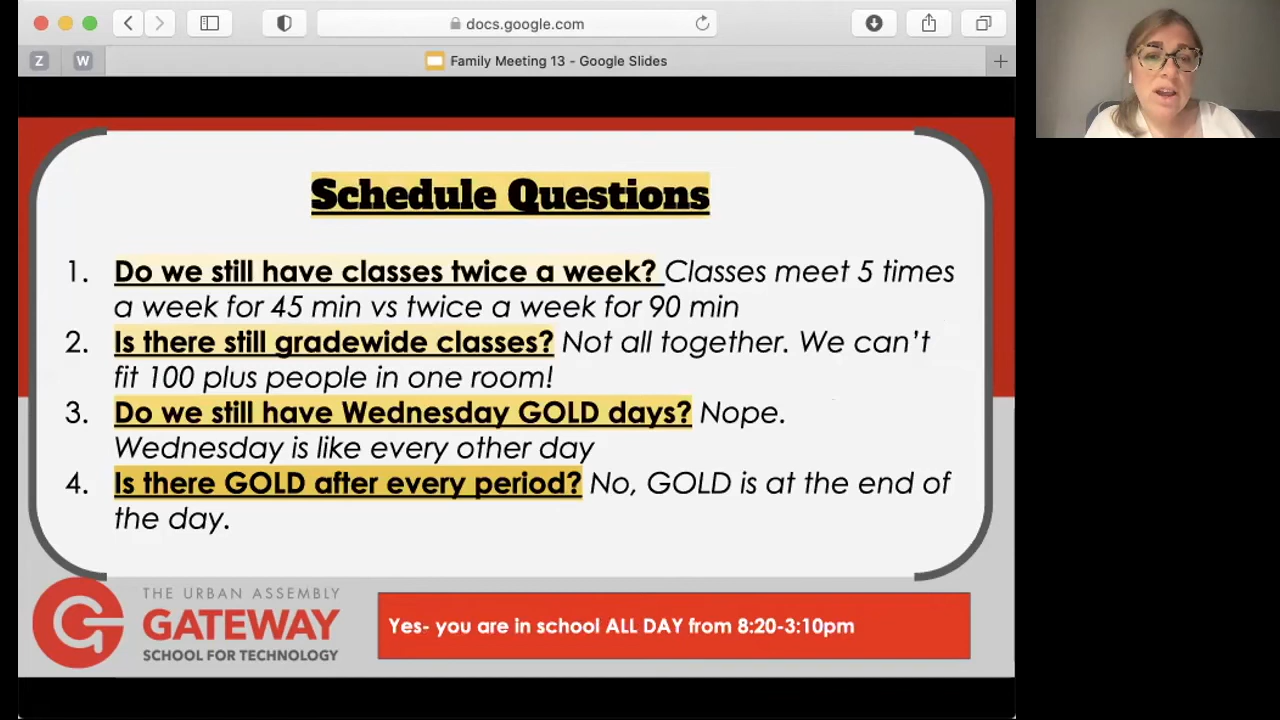 docs.google.com
Z
W
Family Meeting 13 - Google Slides
Schedule Questions
1. Do we still have classes twice a week? Classes meet 5 times
a week for 45 min vs twice a week for 90 min
2. Is there still gradewide classes? Not all together. We can't
fit 100 plus people in one room!
3. Do we still have Wednesday GOLD days? Nope.
Wednesday is like every other day
4. Is there GOLD after every period? No, GOLD is at the end of
the day.
THE URBAN ASSEMBLY
GATEWAY
SCHOOL FOR TECHNOLOGY
Yes- you are in school ALL DAY from 8:20-3:10pm